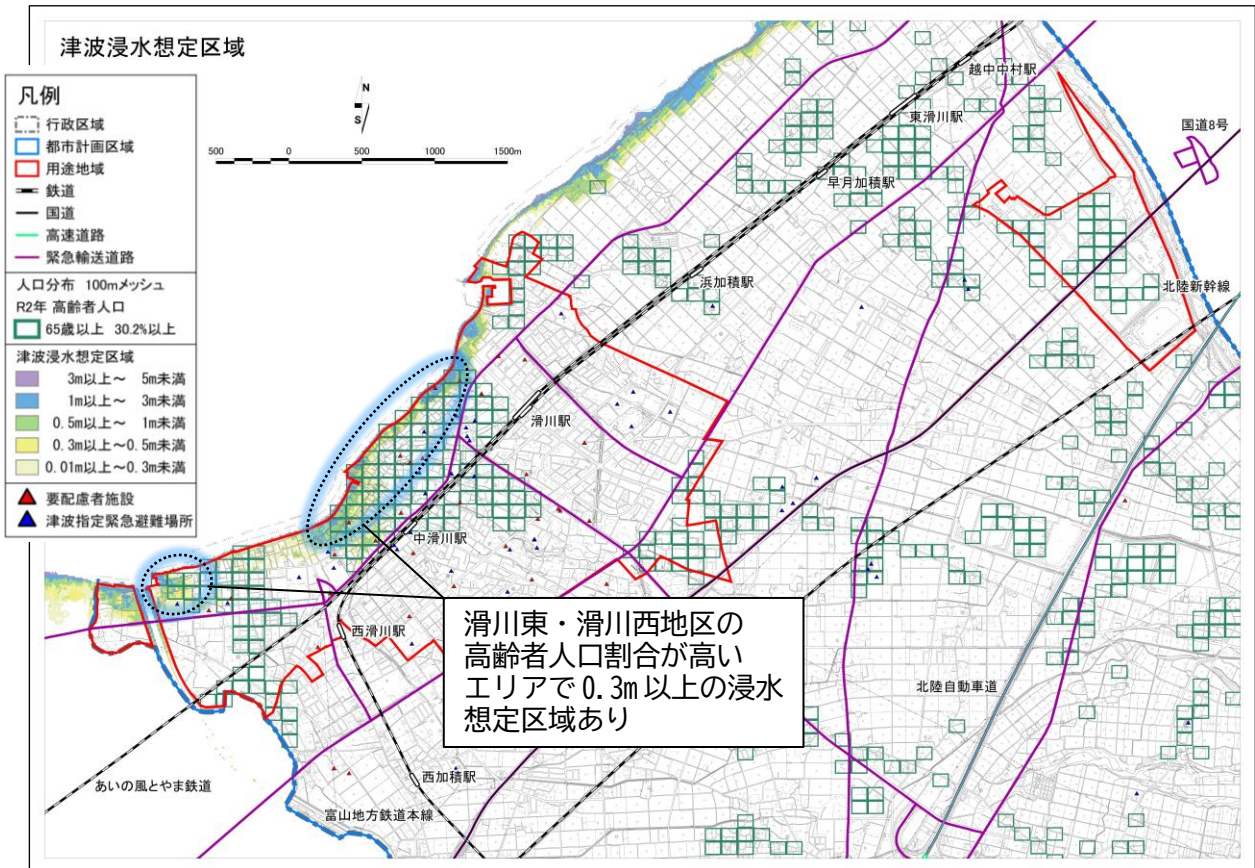 津波浸水想定区域
凡例
行政区域
都市計画区域
用途地域
鉄道
国道
高速道路
緊急輸送道路
人口分布 100mメッシュ
R2年 高齢者人口
65歳以上 30.2%以上
津波浸水想定区域
3m以上～ 5m未満
1m以上～ 3m未満
0.5m以上～ 1m未満
0.3m以上～0.5m未満
0.01m以上～0.3m未満
要配慮者施設
津波指定緊急避難場所
N
S
500 0 500 1000 1500m
越中中村駅
東滑川駅
国道8号
早月加積駅
浜加積駅
北陸新幹線
滑川駅
中滑川駅
西滑川駅
滑川東・滑川西地区の
高齢者人口割合が高い
エリアで0.3m以上の浸水
想定区域あり
北陸自動車道
西加積駅
あいの風とやま鉄道
富山地方鉄道本線